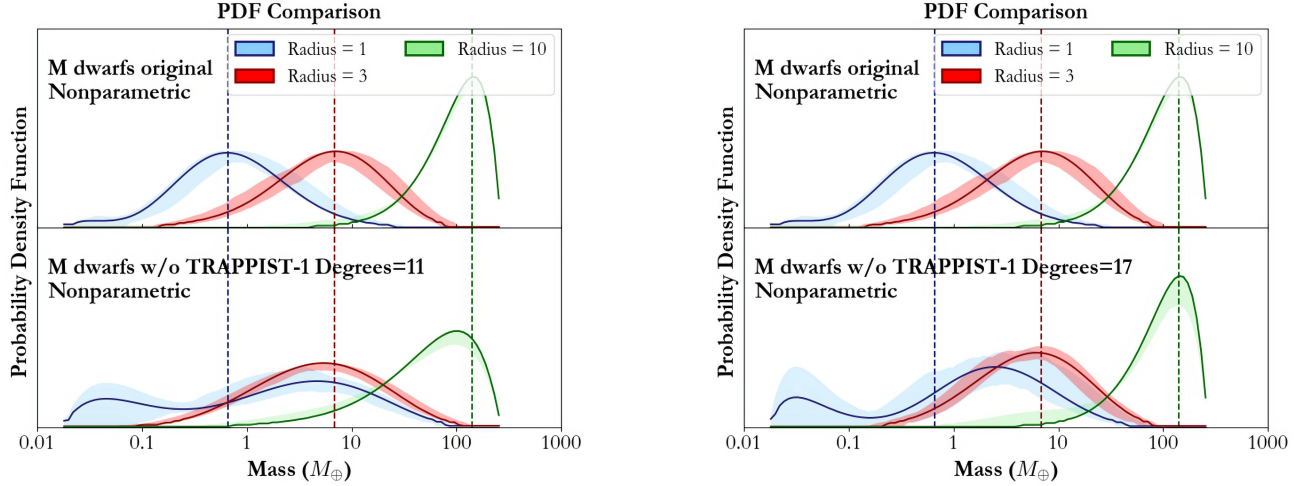 PDF Comparison
Radius = 1
Radius = 10
Radius = 3
M dwarfs original
Nonparametric
M dwarfs w/o TRAPPIST-1 Degrees=11
Nonparametric
Probability Density Function
0.01 0.1 1 10 100 1000
Mass (M⊕)
PDF Comparison
Radius = 1
Radius = 10
Radius = 3
M dwarfs original
Nonparametric
M dwarfs w/o TRAPPIST-1 Degrees=17
Nonparametric
Probability Density Function
0.01 0.1 1 10 100 1000
Mass (M⊕)